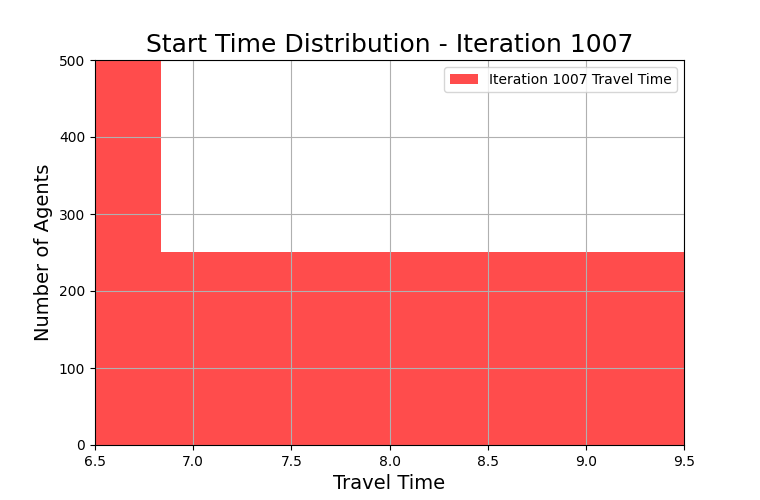 Start Time Distribution - Iteration 1007
Iteration 1007 Travel Time
Number of Agents
500
400
300
200
100
0
6.5 7.0 7.5 8.0 8.5 9.0 9.5
Travel Time